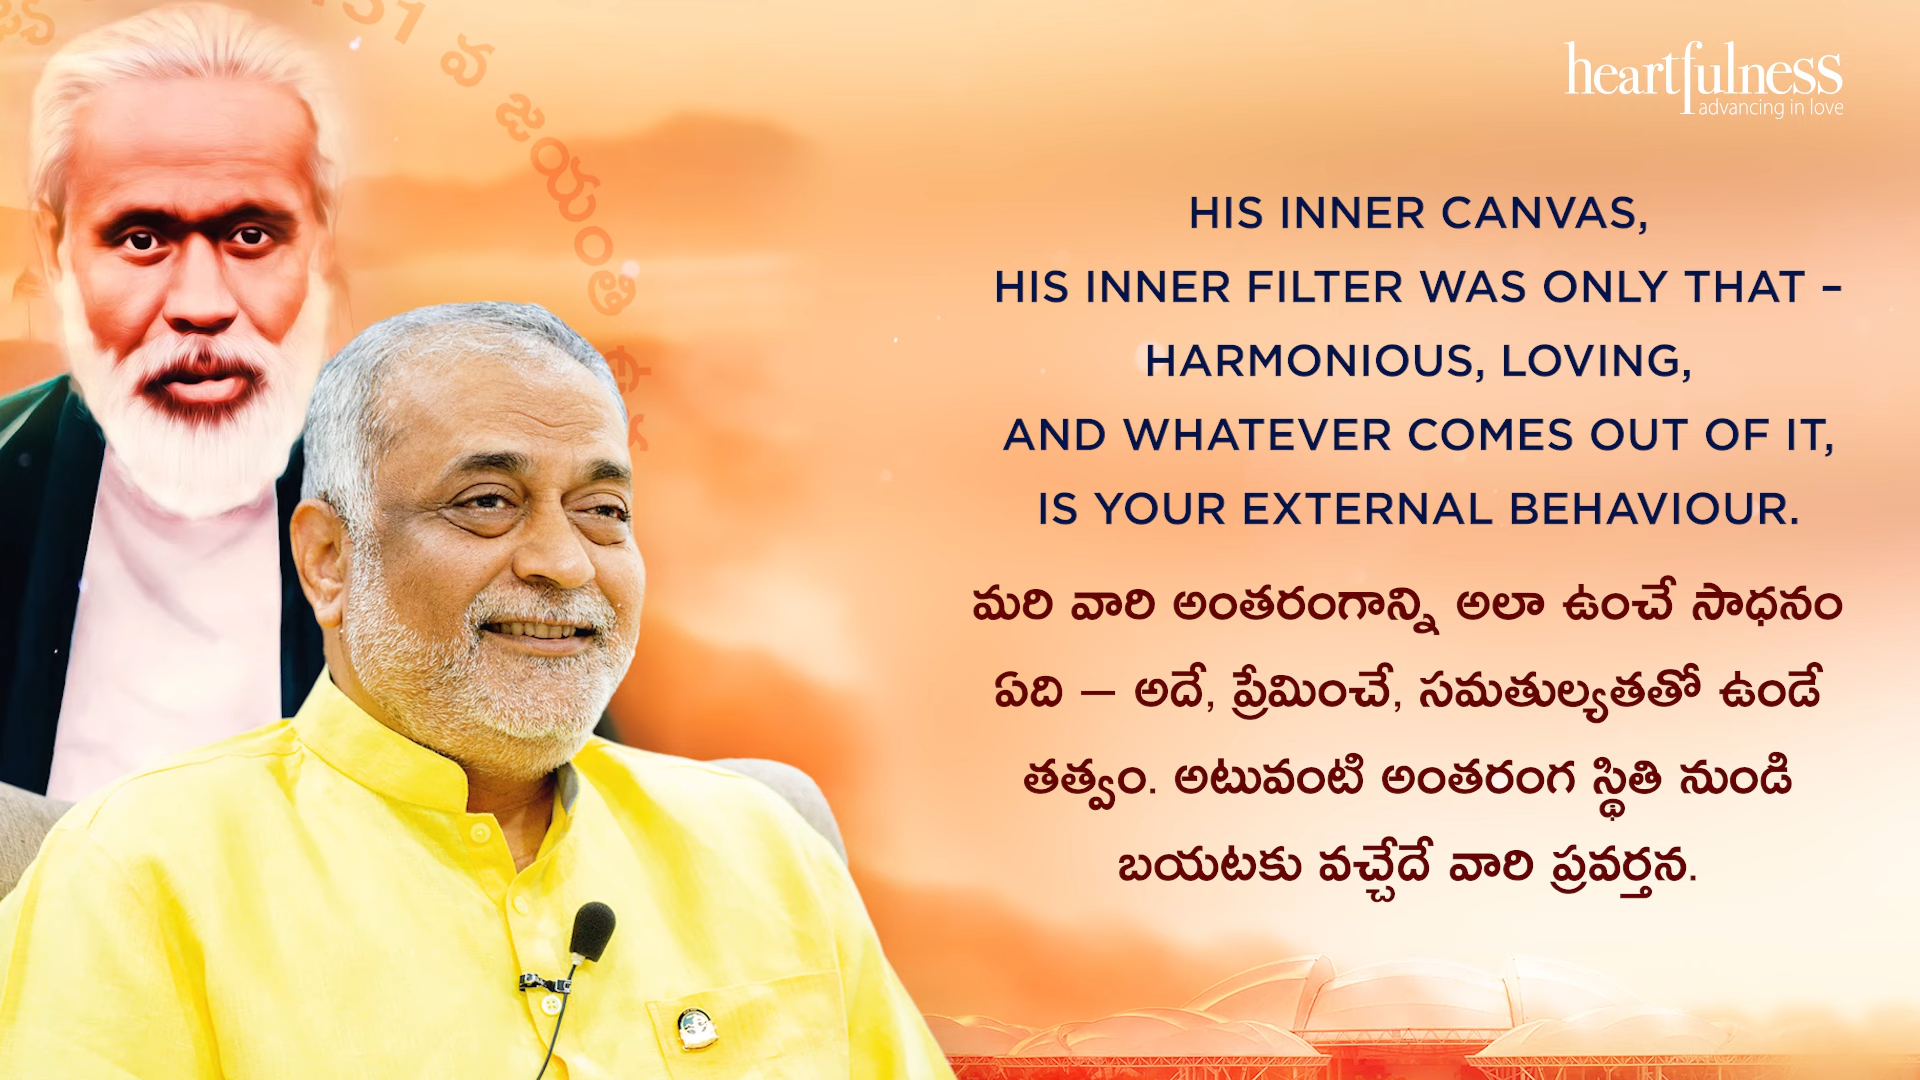 151 వ జయంతి
heartfulness
advancing in love
HIS INNER CANVAS,
HIS INNER FILTER WAS ONLY THAT –
HARMONIOUS, LOVING,
AND WHATEVER COMES OUT OF IT,
IS YOUR EXTERNAL BEHAVIOUR.
మరి వారి అంతరంగాన్ని అలా ఉంచే సాధనం
ఏది – అదే, ప్రేమించే, సమతుల్యతతో ఉండే
తత్వం. అటువంటి అంతరంగ స్థితి నుండి
బయటకు వచ్చేదే వారి ప్రవర్తన.